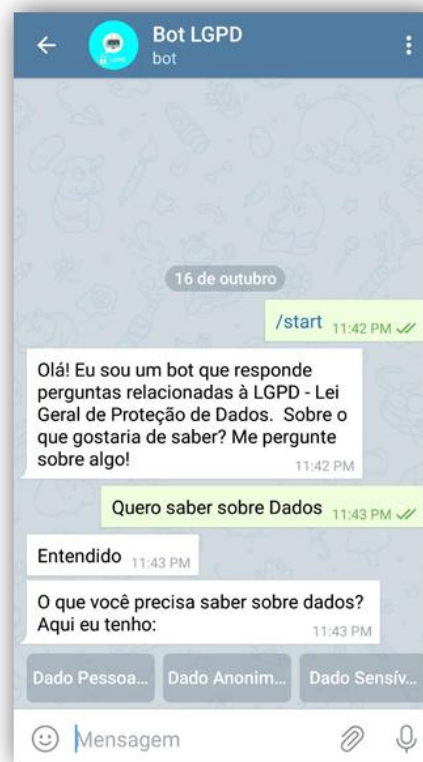 Bot LGPD
bot
16 de outubro
/start 11:42 PM
Olá! Eu sou um bot que responde
perguntas relacionadas à LGPD - Lei
Geral de Proteção de Dados. Sobre o
que gostaria de saber? Me pergunte
sobre algo!
11:42 PM
Quero saber sobre Dados 11:43 PM
Entendido 11:43 PM
O que você precisa saber sobre dados?
Aqui eu tenho:
11:43 PM
Dado Pessoa... Dado Anonim... Dado Sensív...
Mensagem